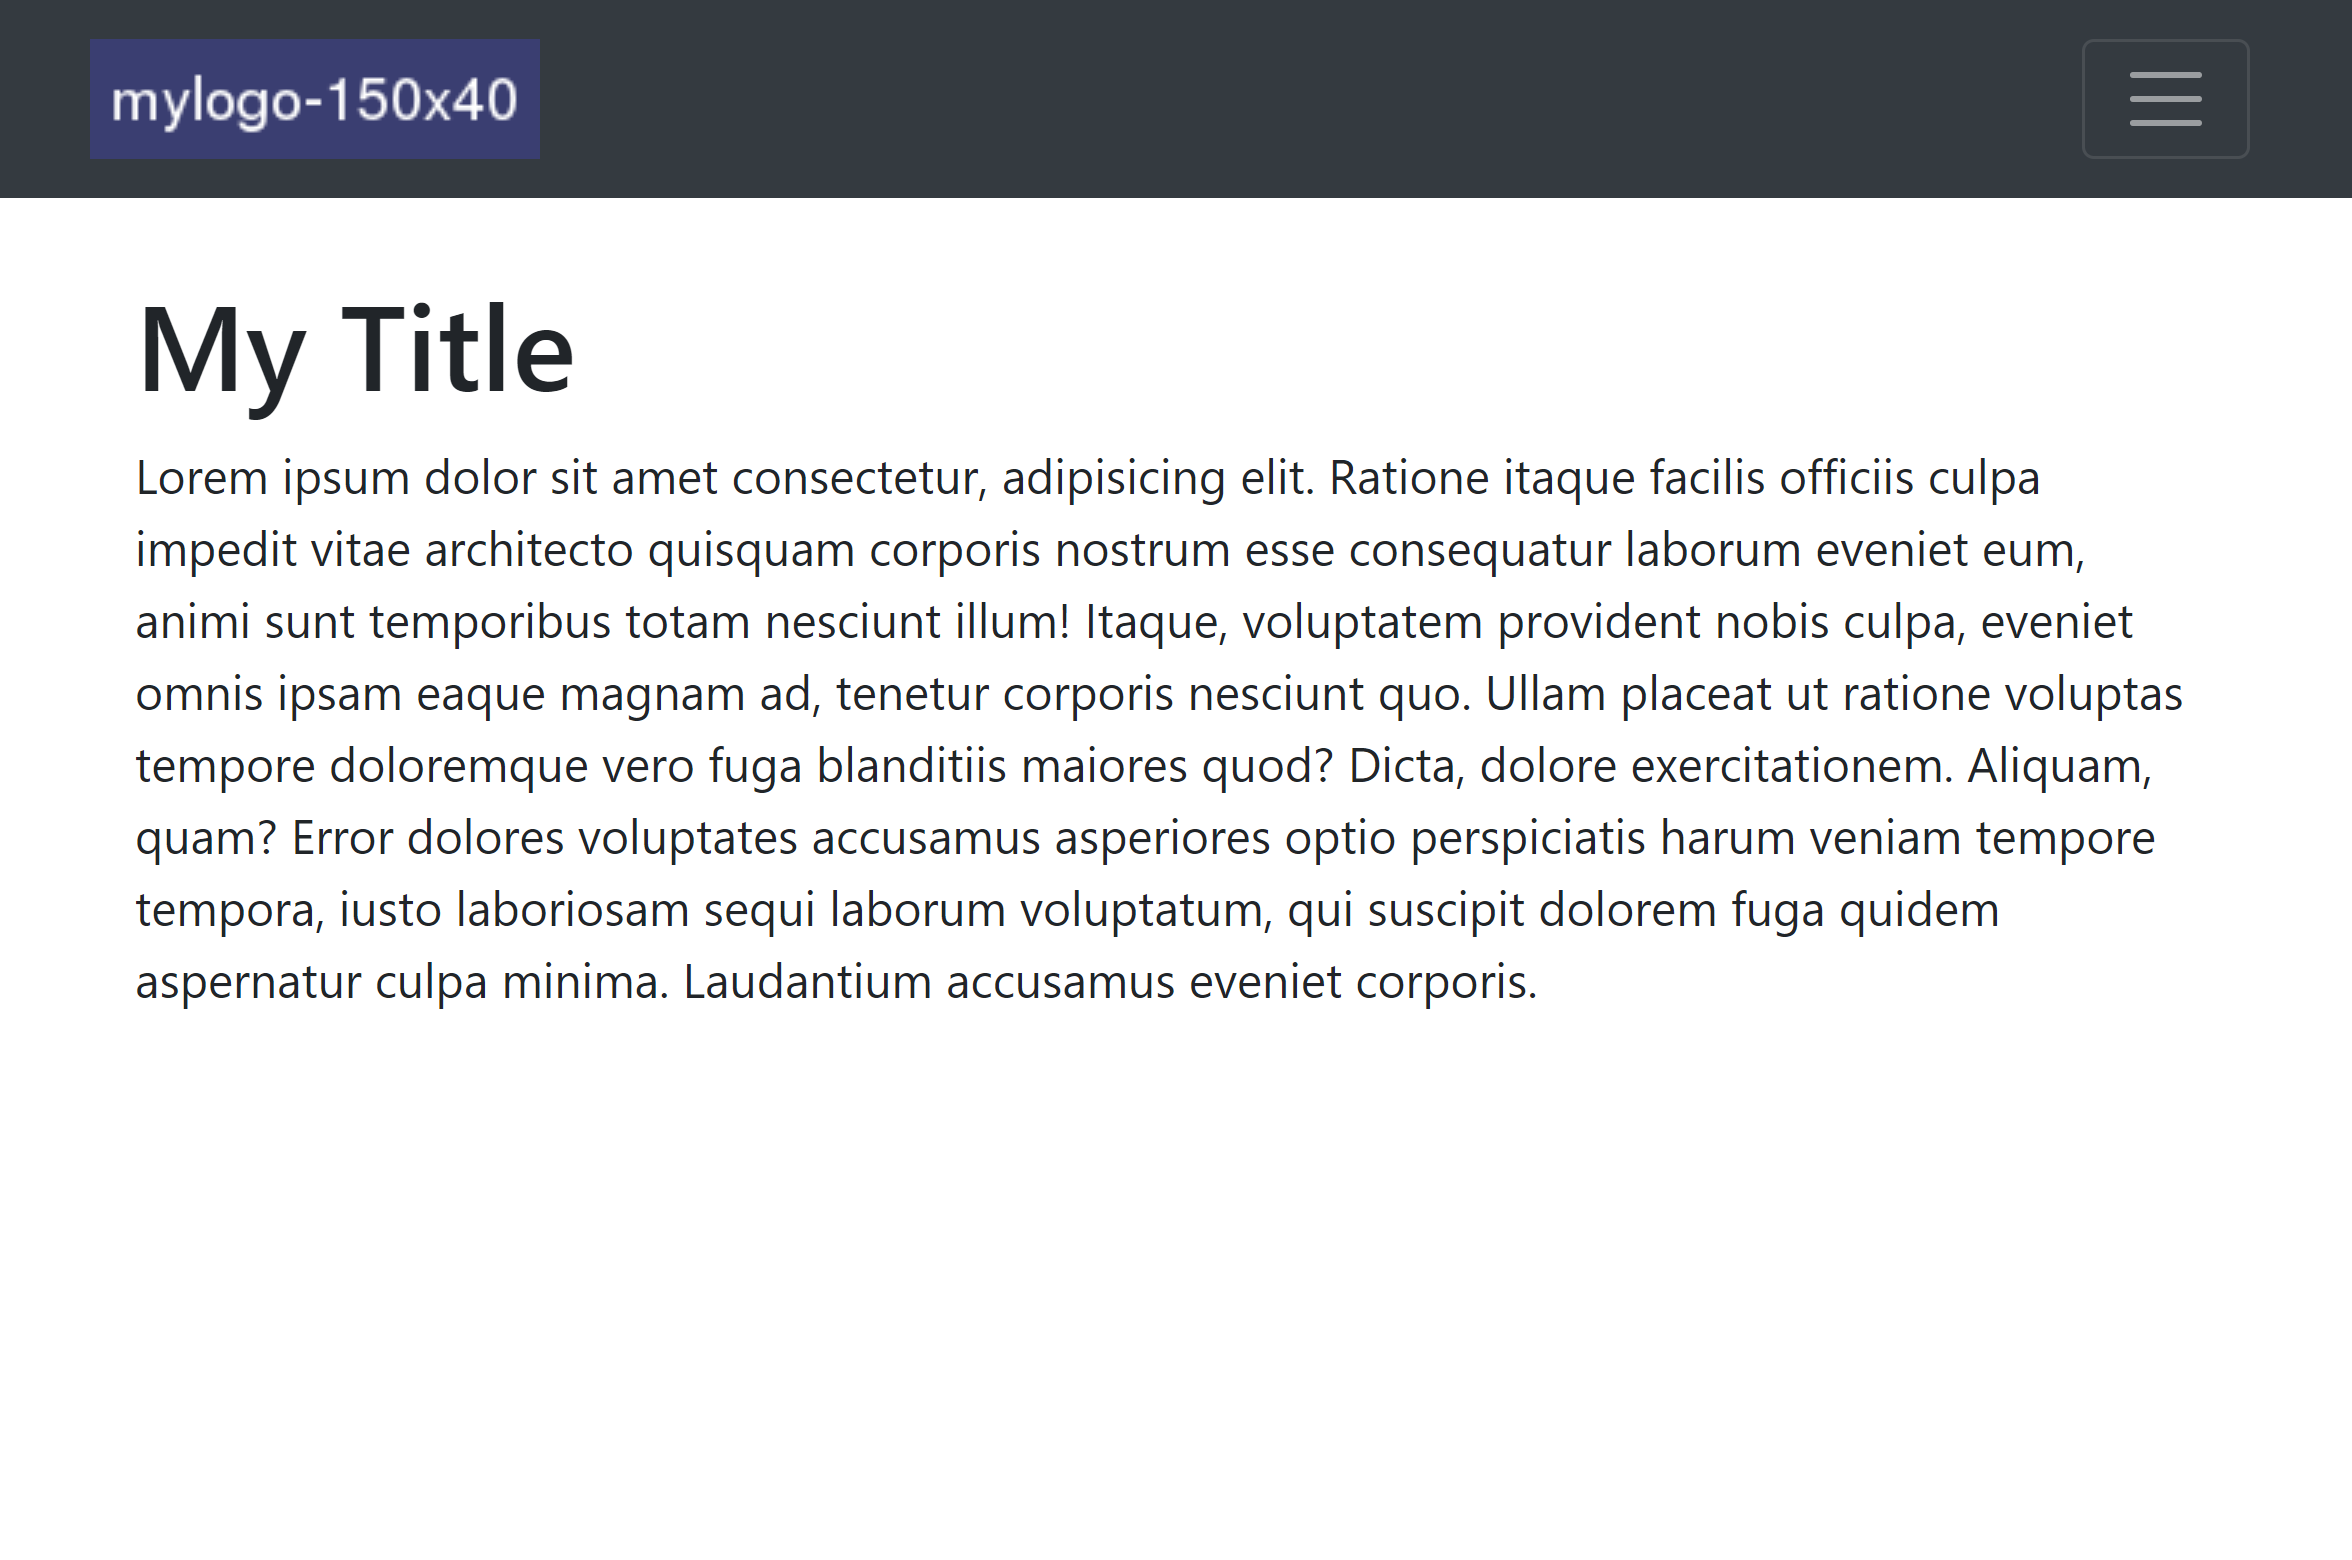 mylogo-150x40
My Title
Lorem ipsum dolor sit amet consectetur, adipisicing elit. Ratione itaque facilis officiis culpa
impedit vitae architecto quisquam corporis nostrum esse consequatur laborum eveniet eum,
animi sunt temporibus totam nesciunt illum! Itaque, voluptatem provident nobis culpa, eveniet
omnis ipsam eaque magnam ad, tenetur corporis nesciunt quo. Ullam placeat ut ratione voluptas
tempore doloremque vero fuga blanditiis maiores quod? Dicta, dolore exercitationem. Aliquam,
quam? Error dolores voluptates accusamus asperiores optio perspiciatis harum veniam tempore
tempora, iusto laboriosam sequi laborum voluptatum, qui suscipit dolorem fuga quidem
aspernatur culpa minima. Laudantium accusamus eveniet corporis.